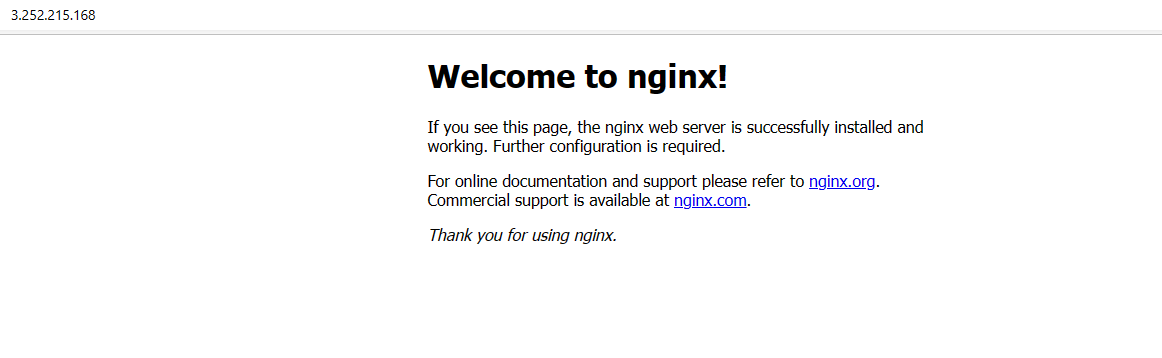 3.252.215.168
Welcome to nginx!
If you see this page, the nginx web server is successfully installed and
working. Further configuration is required.
For online documentation and support please refer to nginx.org.
Commercial support is available at nginx.com.
Thank you for using nginx.